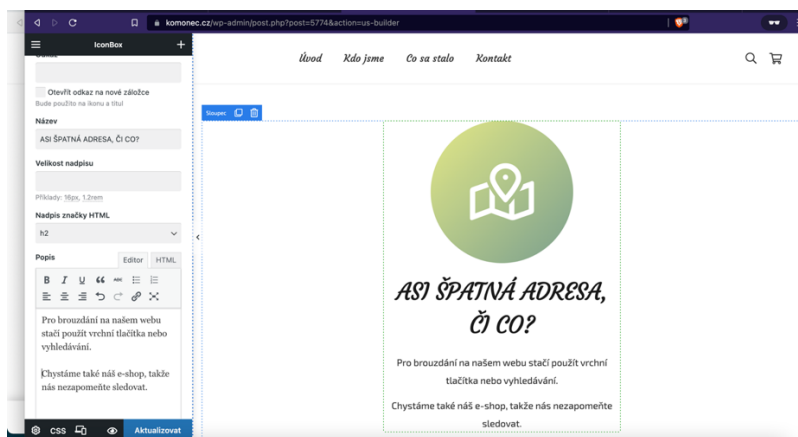 komonec.cz/wp-admin/post.php?post=5774&action=us-builder
IconBox
Úvod
Kdo jsme
Co sa stalo
Kontakt
Otevřít odkaz na nové záložce
Bude použito na ikonu a titul
Název
ASI ŠPATNÁ ADRESA, ČI CO?
Velikost nadpisu
Příklady: 16px, 1.2rem
Nadpis značky HTML
h2
Popis
Editor
HTML
B I U ABC
Pro brouzdání na našem webu
stačí použít vrchní tlačítka nebo
vyhledávání.
Chystáme také náš e-shop, takže
nás nezapomeňte sledovat.
CSS
Aktualizovat
Sloupec
ASI ŠPATNÁ ADRESA,
ČI CO?
Pro brouzdání na našem webu stačí použít vrchní
tlačítka nebo vyhledávání.
Chystáme také náš e-shop, takže nás nezapomeňte
sledovat.